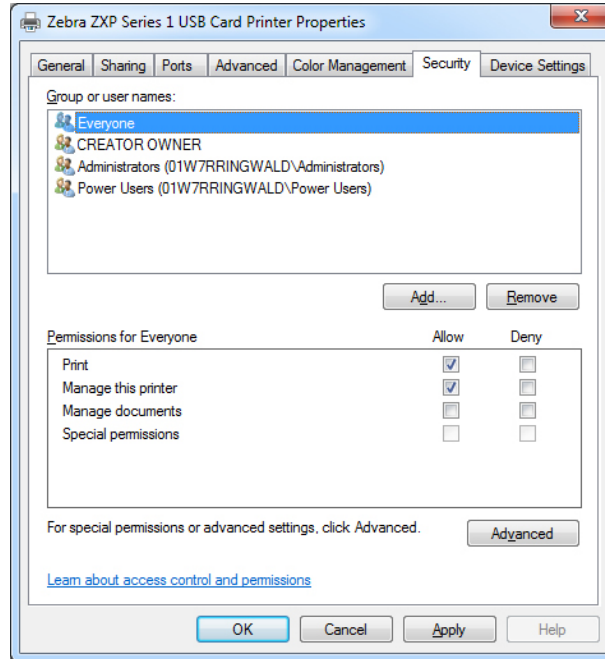 Zebra ZXP Series 1 USB Card Printer Properties
General Sharing Ports Advanced Color Management Security Device Settings
Group or user names:
Everyone
CREATOR OWNER
Administrators (01W7RRINGWALD\Administrators)
Power Users (01W7RRINGWALD\Power Users)
Add... Remove
Permissions for Everyone Allow Deny
Print
Manage this printer
Manage documents
Special permissions
For special permissions or advanced settings, click Advanced. Advanced
Learn about access control and permissions
OK Cancel Apply Help